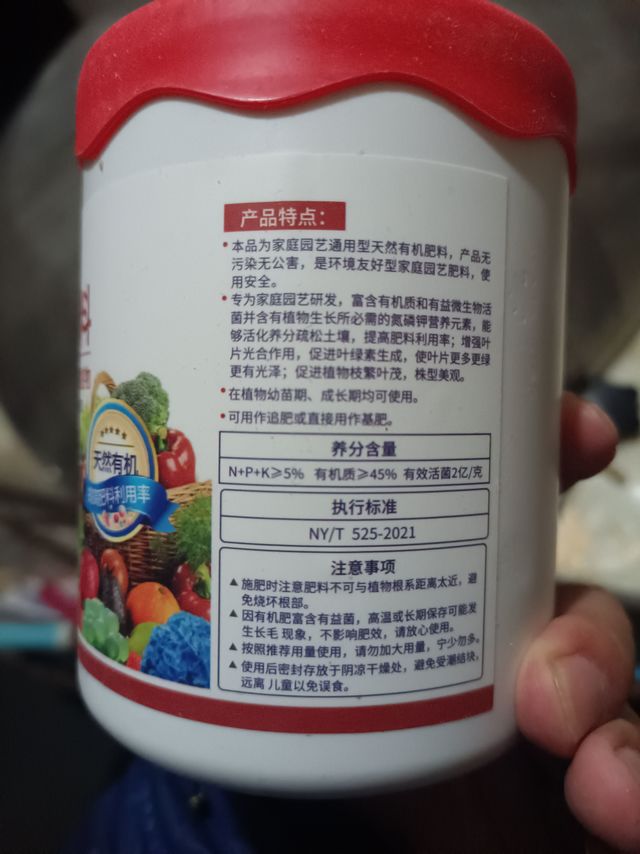 产品特点：
•本品为家庭园艺通用型天然有机肥料，产品无
污染无公害，是环境友好型家庭园艺肥料，使
用安全。
•专为家庭园艺研发，富含有机质和有益微生物活
菌并含有植物生长所必需的氮磷钾营养元素，能
够活化养分疏松土壤，提高肥料利用率；增强叶
片光合作用，促进叶绿素生成，使叶片更多更绿
更有光泽；促进植物枝繁叶茂，株型美观。
•在植物幼苗期、成长期均可使用。
•可用作追肥或直接用作基肥。
养分含量
N+P+K≥5% 有机质≥45% 有效活菌2亿/克
执行标准
NY/T 525-2021
注意事项
▲施肥时注意肥料不可与植物根系距离太近，避
免烧坏根部。
▲因有机肥富含有益菌，高温或长期保存可能发
生长毛 现象，不影响肥效，请放心使用。
▲按照推荐用量使用，请勿加大用量，宁少勿多。
▲使用后密封存放于阴凉干燥处，避免受潮结块，
远离 儿童以免误食。
天然有机
肥料利用率